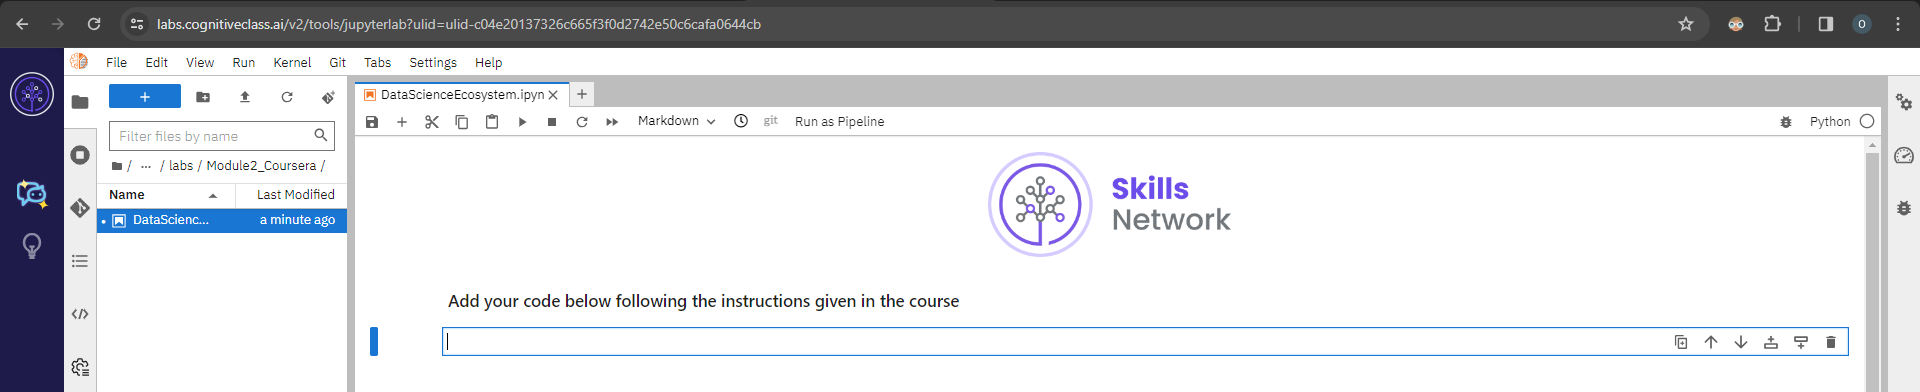 labs.cognitiveclass.ai/v2/tools/jupyterlab?ulid=ulid-c04e20137326c665f3f0d2742e50c6cafa0644cb
O
File Edit View Run Kernel Git Tabs Settings Help
+
DataScienceEcosystem.ipyn
Markdown git Run as Pipeline Python
Filter files by name
/ ... / labs / Module2_Coursera /
Name Last Modified
DataScienc... a minute ago
Skills
Network
Add your code below following the instructions given in the course